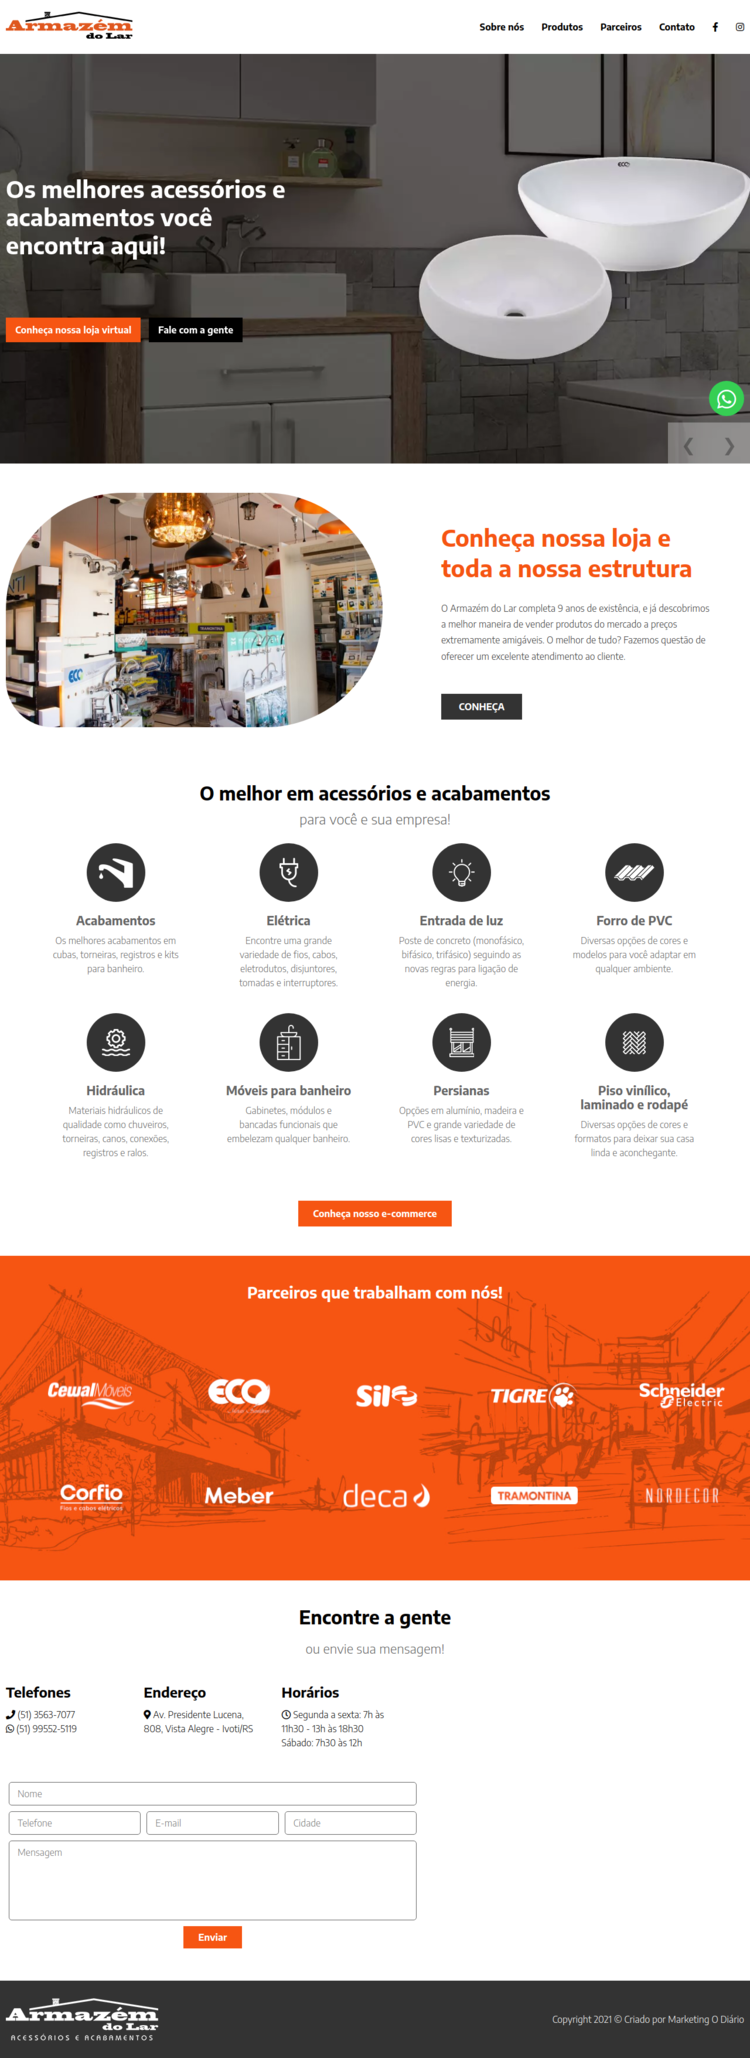 Armazém
do Lar
Sobre nós Produtos Parceiros Contato
Os melhores acessórios e
acabamentos você
encontra aqui!
ECO
Conheça nossa loja virtual Fale com a gente
Conheça nossa loja e
toda a nossa estrutura
O Armazém do Lar completa 9 anos de existência, e já descobrimos
a melhor maneira de vender produtos do mercado a preços
extremamente amigáveis. O melhor de tudo? Fazemos questão de
oferecer um excelente atendimento ao cliente.
CONHEÇA
TRAMONTINA
ECO
O melhor em acessórios e acabamentos
para você e sua empresa!
Acabamentos
Os melhores acabamentos em
cubas, torneiras, registros e kits
para banheiro.
Elétrica
Encontre uma grande
variedade de fios, cabos,
eletrodutos, disjuntores,
tomadas e interruptores.
Entrada de luz
Poste de concreto (monofásico,
bifásico, trifásico) seguindo as
novas regras para ligação de
energia.
Forro de PVC
Diversas opções de cores e
modelos para você adaptar em
qualquer ambiente.
Hidráulica
Materiais hidráulicos de
qualidade como chuveiros,
torneiras, canos, conexões,
registros e ralos.
Móveis para banheiro
Gabinetes, módulos e
bancadas funcionais que
embelezam qualquer banheiro.
Persianas
Opções em alumínio, madeira e
PVC e grande variedade de
cores lisas e texturizadas.
Piso vinílico,
laminado e rodapé
Diversas opções de cores e
formatos para deixar sua casa
linda e aconchegante.
Conheça nosso e-commerce
Parceiros que trabalham com nós!
Cewal Móveis
ECO
Sil
TIGRE
Schneider
Electric
Corfio
Fios e cabos elétricos
Meber
deca
TRAMONTINA
NORDECOR
Encontre a gente
ou envie sua mensagem!
Telefones
(51) 3563-7077
(51) 99552-5119
Endereço
Av. Presidente Lucena,
808, Vista Alegre - Ivoti/RS
Horários
Segunda a sexta: 7h às
11h30 - 13h às 18h30
Sábado: 7h30 às 12h
Nome
Telefone E-mail Cidade
Mensagem
Enviar
Armazém
do Lar
ACESSÓRIOS E ACABAMENTOS
Copyright 2021 © Criado por Marketing O Diário